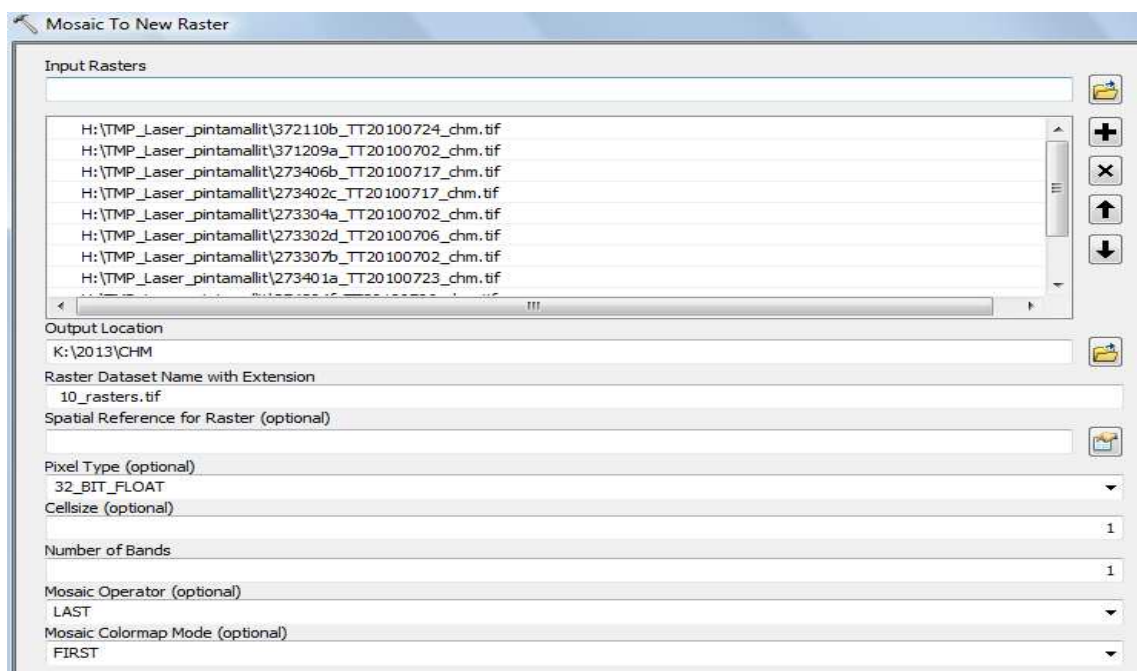 Mosaic To New Raster
Input Rasters
H:\TMP_Laser_pintamallit\372110b_TT20100724_chm.tif
H:\TMP_Laser_pintamallit\371209a_TT20100702_chm.tif
H:\TMP_Laser_pintamallit\273406b_TT20100717_chm.tif
H:\TMP_Laser_pintamallit\273402c_TT20100717_chm.tif
H:\TMP_Laser_pintamallit\273304a_TT20100702_chm.tif
H:\TMP_Laser_pintamallit\273302d_TT20100706_chm.tif
H:\TMP_Laser_pintamallit\273307b_TT20100702_chm.tif
H:\TMP_Laser_pintamallit\273401a_TT20100723_chm.tif
Output Location
K:\2013\CHM
Raster Dataset Name with Extension
10_rasters.tif
Spatial Reference for Raster (optional)
Pixel Type (optional)
32_BIT_FLOAT
Cellsize (optional)
1
Number of Bands
1
Mosaic Operator (optional)
LAST
Mosaic Colormap Mode (optional)
FIRST